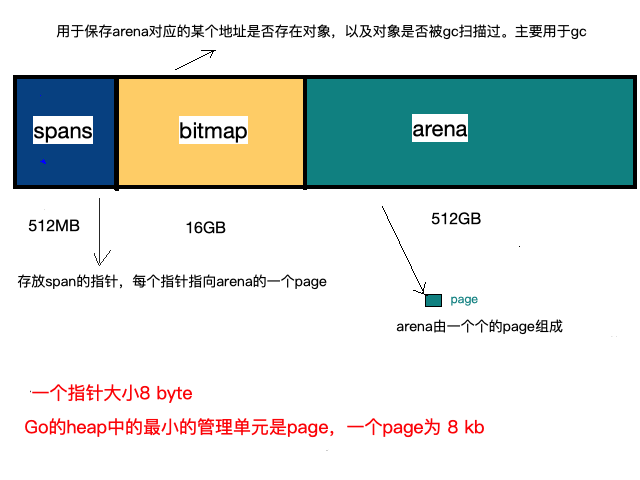 用于保存arena对应的某个地址是否存在对象，以及对象是否被gc扫描过。主要用于gc
spans
bitmap
arena
512MB
16GB
512GB
存放span的指针，每个指针指向arena的一个page
page
arena由一个个的page组成
一个指针大小8 byte
Go的heap中的最小的管理单元是page，一个page为 8 kb